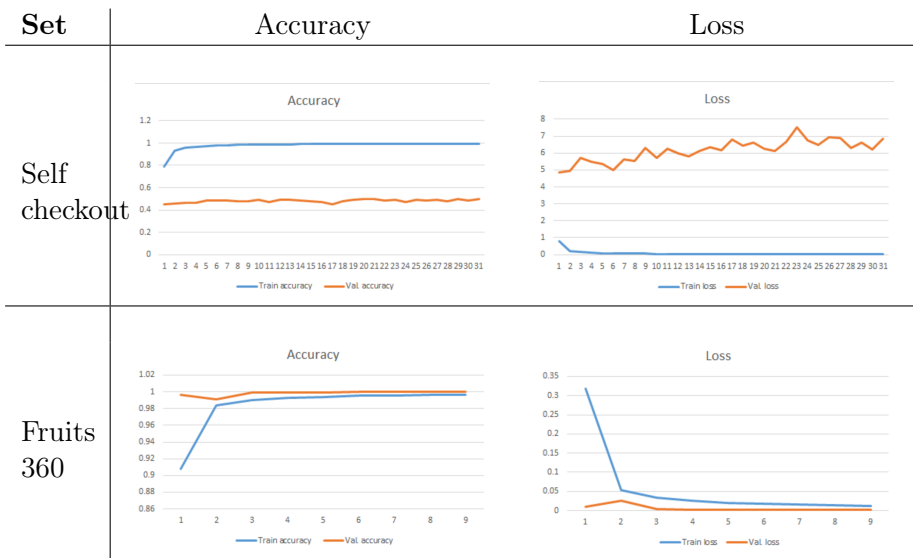 Set Accuracy Loss
Self
checkout
Accuracy
1.2
1
0.8
0.6
0.4
0.2
0
1 2 3 4 5 6 7 8 9 10 11 12 13 14 15 16 17 18 19 20 21 22 23 24 25 26 27 28 29 30 31
Train accuracy Val. accuracy
Loss
8
7
6
5
4
3
2
1
0
1 2 3 4 5 6 7 8 9 10 11 12 13 14 15 16 17 18 19 20 21 22 23 24 25 26 27 28 29 30 31
Train loss Val. loss
Fruits
360
Accuracy
1.02
1
0.98
0.96
0.94
0.92
0.9
0.88
0.86
1 2 3 4 5 6 7 8 9
Train accuracy Val. accuracy
Loss
0.35
0.3
0.25
0.2
0.15
0.1
0.05
0
1 2 3 4 5 6 7 8 9
Train loss Val. loss